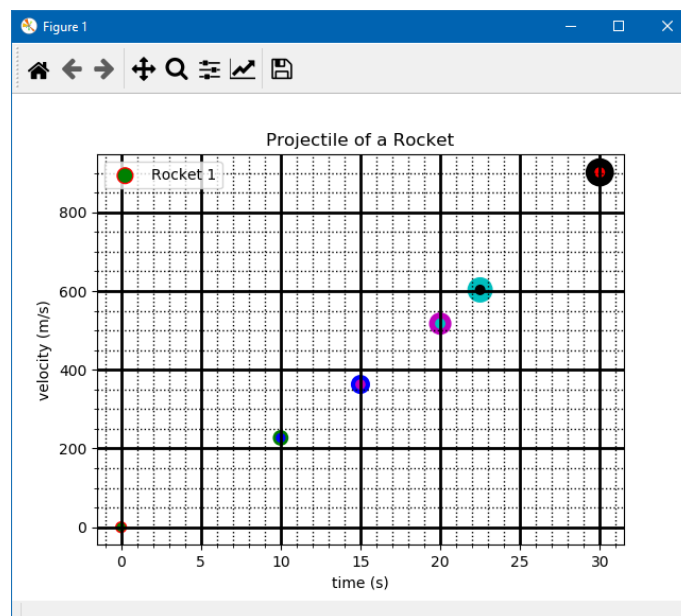 Figure 1
Projectile of a Rocket
Rocket 1
800
600
400
200
0
velocity (m/s)
0 5 10 15 20 25 30
time (s)